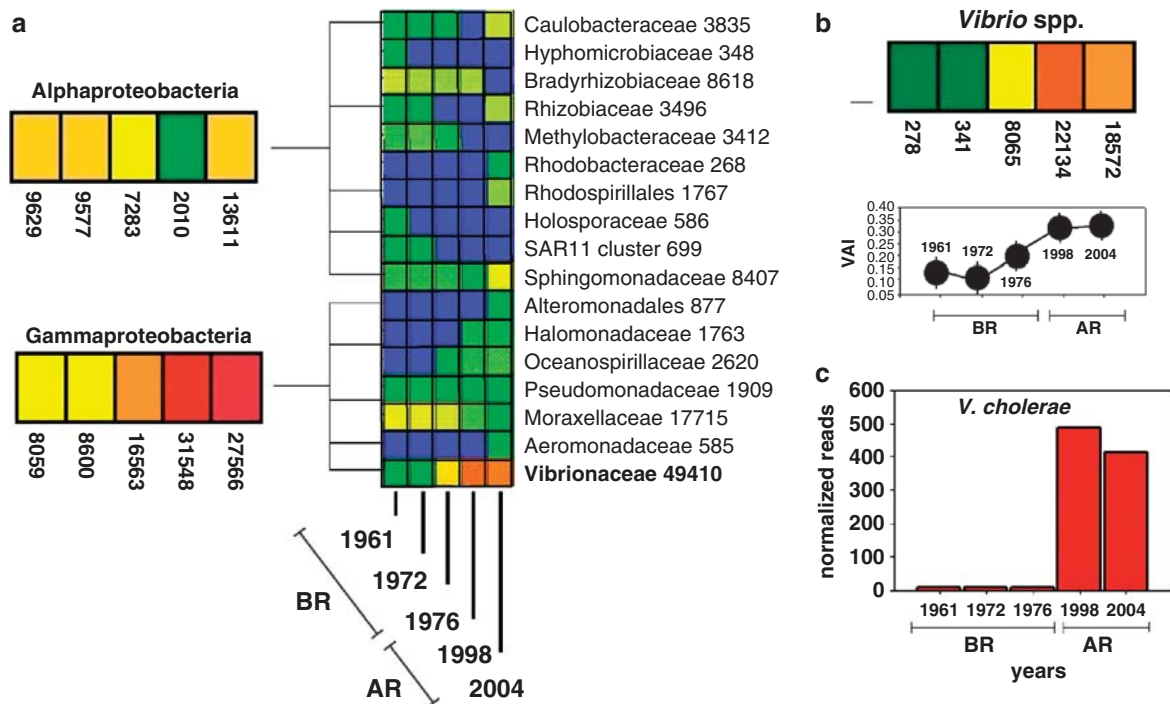 a
Alphaproteobacteria
9629 9577 7283 2010 13611
Gammaproteobacteria
8059 8600 16563 31548 27566
Caulobacteraceae 3835
Hyphomicrobiaceae 348
Bradyrhizobiaceae 8618
Rhizobiaceae 3496
Methylobacteraceae 3412
Rhodobacteraceae 268
Rhodospirillales 1767
Holosporaceae 586
SAR11 cluster 699
Sphingomonadaceae 8407
Alteromonadales 877
Halomonadaceae 1763
Oceanospirillaceae 2620
Pseudomonadaceae 1909
Moraxellaceae 17715
Aeromonadaceae 585
Vibrionaceae 49410
1961
1972
1976
1998
2004
BR
AR
b
Vibrio spp.
278 341 8065 22134 18572
VAI
0.40
0.35
0.30
0.25
0.20
0.15
0.10
0.05
1961 1972 1976 1998 2004
BR AR
c
V. cholerae
normalized reads
600
500
400
300
200
100
0
1961 1972 1976 1998 2004
BR AR
years